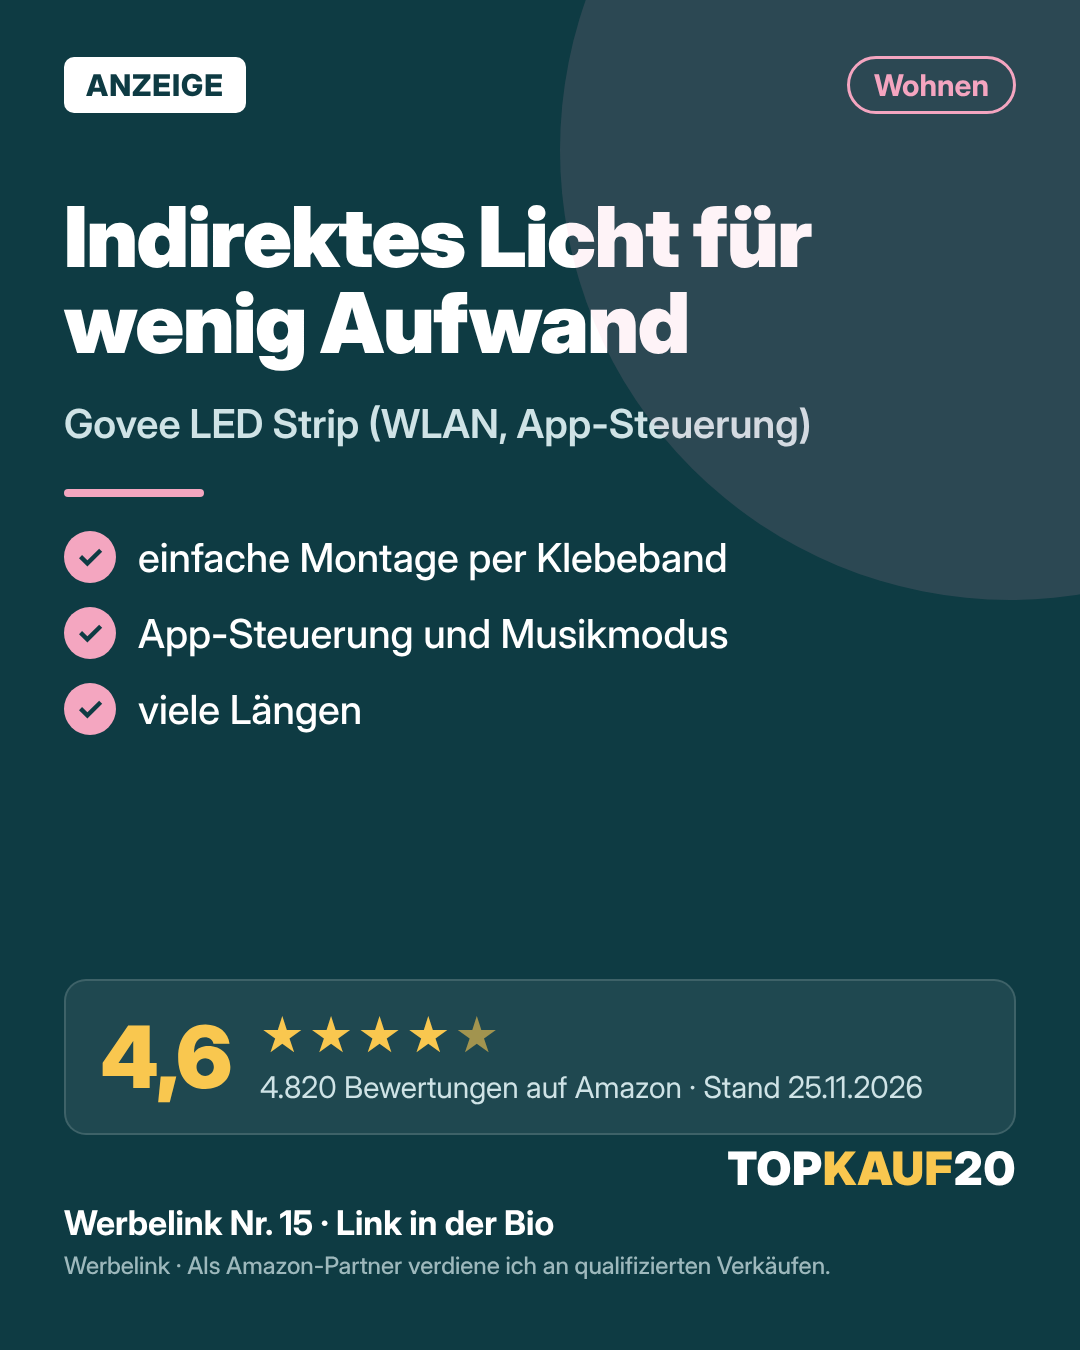 ANZEIGE
Wohnen
Indirektes Licht für
wenig Aufwand
Govee LED Strip (WLAN, App-Steuerung)
einfache Montage per Klebeband
App-Steuerung und Musikmodus
viele Längen
4,6
4.820 Bewertungen auf Amazon · Stand 25.11.2026
TOPKAUF20
Werbelink Nr. 15 · Link in der Bio
Werbelink · Als Amazon-Partner verdiene ich an qualifizierten Verkäufen.